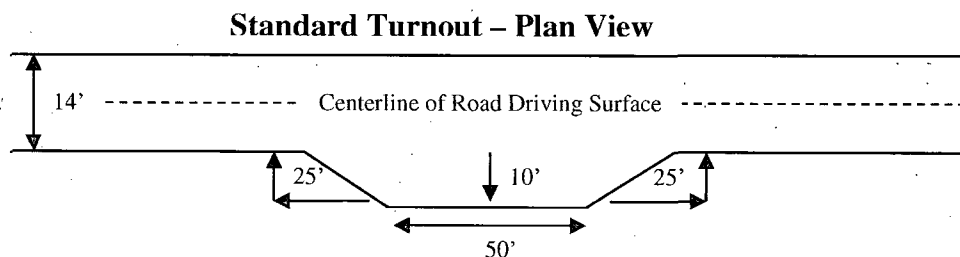 Standard Turnout – Plan View
14’
Centerline of Road Driving Surface
25’
10’
25’
50’